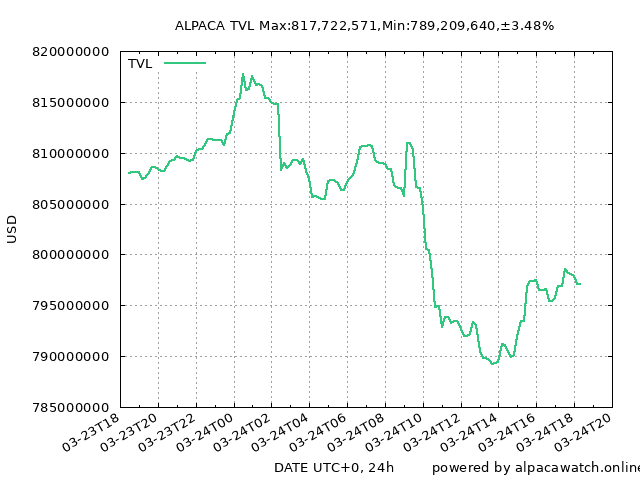 ALPACA TVL Max:817,722,571,Min:789,209,640,±3.48%
TVL
820000000
815000000
810000000
805000000
800000000
795000000
790000000
785000000
USD
03-23T18
03-23T20
03-23T22
03-24T00
03-24T02
03-24T04
03-24T06
03-24T08
03-24T10
03-24T12
03-24T14
03-24T16
03-24T18
03-24T20
DATE UTC+0, 24h
powered by alpacawatch.online